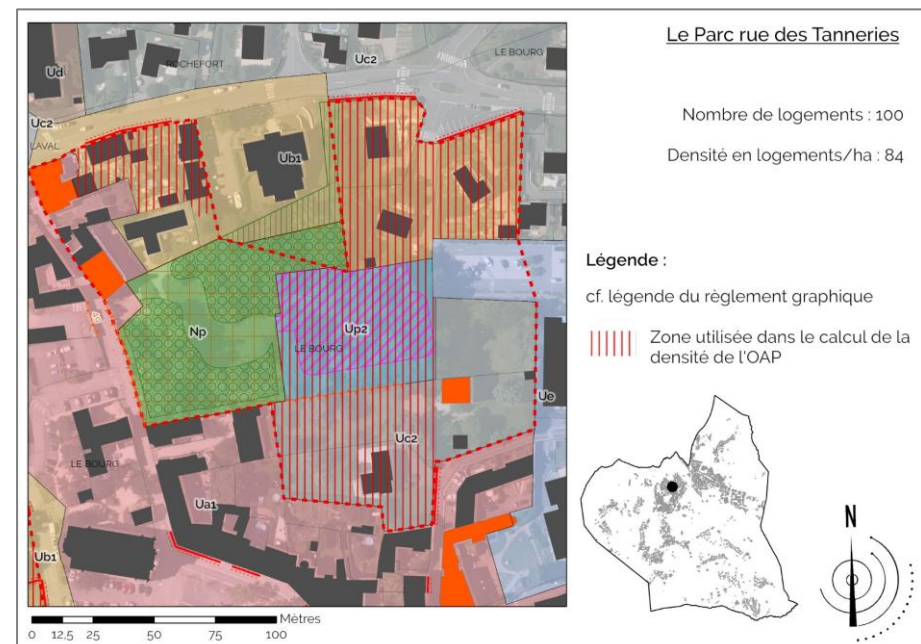 Le Parc rue des Tanneries
Nombre de logements : 100
Densité en logements/ha : 84
Légende :
cf. légende du règlement graphique
Zone utilisée dans le calcul de la
densité de l'OAP
N
Ud
ROCHEFORT
Uc2
LE BOURG
Uc2
LAVAL
Ub1
Np
Up2
LE BOURG
Ue
Uc2
LE BOURG
Ua1
Ub1
Mètres
0 12,5 25 50 75 100